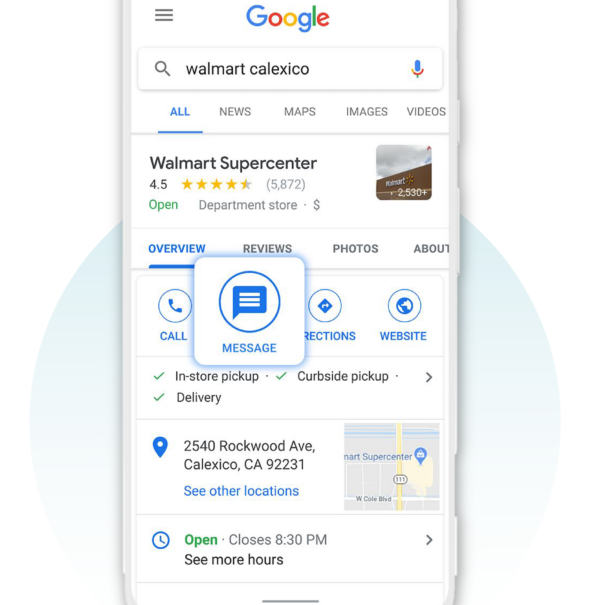 Google
walmart calexico
ALL NEWS MAPS IMAGES VIDEOS
Walmart Supercenter
4.5 (5,872)
Open Department store · $
Walmart
2,530+
OVERVIEW REVIEWS PHOTOS ABOUT
CALL MESSAGE RECTIONS WEBSITE
In-store pickup · Curbside pickup ·
Delivery
2540 Rockwood Ave,
Calexico, CA 92231
See other locations
mart Supercenter
111
W Cole Blvd
Open · Closes 8:30 PM
See more hours